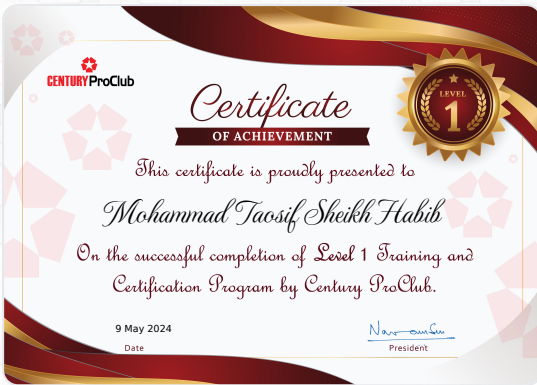 CENTURY ProClub
Certificate
OF ACHIEVEMENT
LEVEL
1
This certificate is proudly presented to
Mohammad Taosif Sheikh Habib
On the successful completion of Level 1 Training and
Certification Program by Century ProClub.
9 May 2024
Date
President